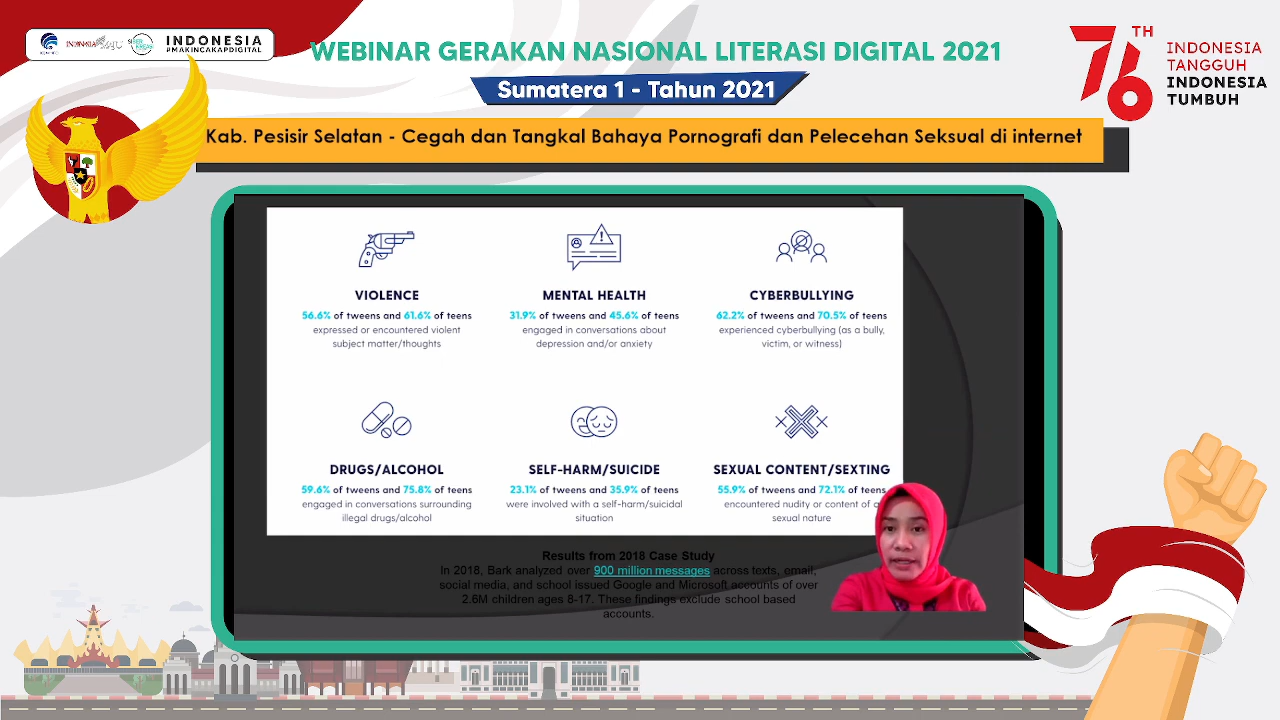 INDONESIA
#MAKINCAKAPDIGITAL
WEBINAR GERAKAN NASIONAL LITERASI DIGITAL 2021
Sumatera 1 - Tahun 2021
76 TH
INDONESIA
TANGGUH
INDONESIA
TUMBUH
Kab. Pesisir Selatan - Cegah dan Tangkal Bahaya Pornografi dan Pelecehan Seksual di internet
VIOLENCE
56.6% of tweens and 61.6% of teens
expressed or encountered violent
subject matter/thoughts
MENTAL HEALTH
31.9% of tweens and 45.6% of teens
engaged in conversations about
depression and/or anxiety
CYBERBULLYING
62.2% of tweens and 70.5% of teens
experienced cyberbullying (as a bully,
victim, or witness)
DRUGS/ALCOHOL
59.6% of tweens and 75.8% of teens
engaged in conversations surrounding
illegal drugs/alcohol
SELF-HARM/SUICIDE
23.1% of tweens and 35.9% of teens
were involved with a self-harm/suicidal
situation
SEXUAL CONTENT/SEXTING
55.9% of tweens and 72.1% of teens
encountered nudity or content of a
sexual nature
Results from 2018 Case Study
In 2018, Bark analyzed over 900 million messages across texts, email,
social media, and school issued Google and Microsoft accounts of over
2.6M children ages 8-17. These findings exclude school based
accounts.